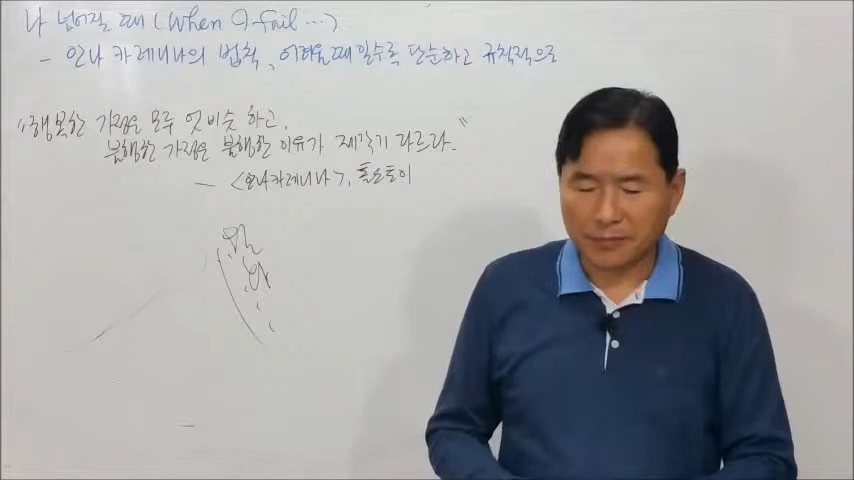 나 넘어질 때 (When I fail …)
- 안나 카레니나의 법칙, 어려울때일수록 단순하고 규칙적으로
"행복한 가정은 모두 엇비슷 하고,
불행한 가정은 불행한 이유가 제각기 다르다."
- <안나카레니나>, 톨스토이